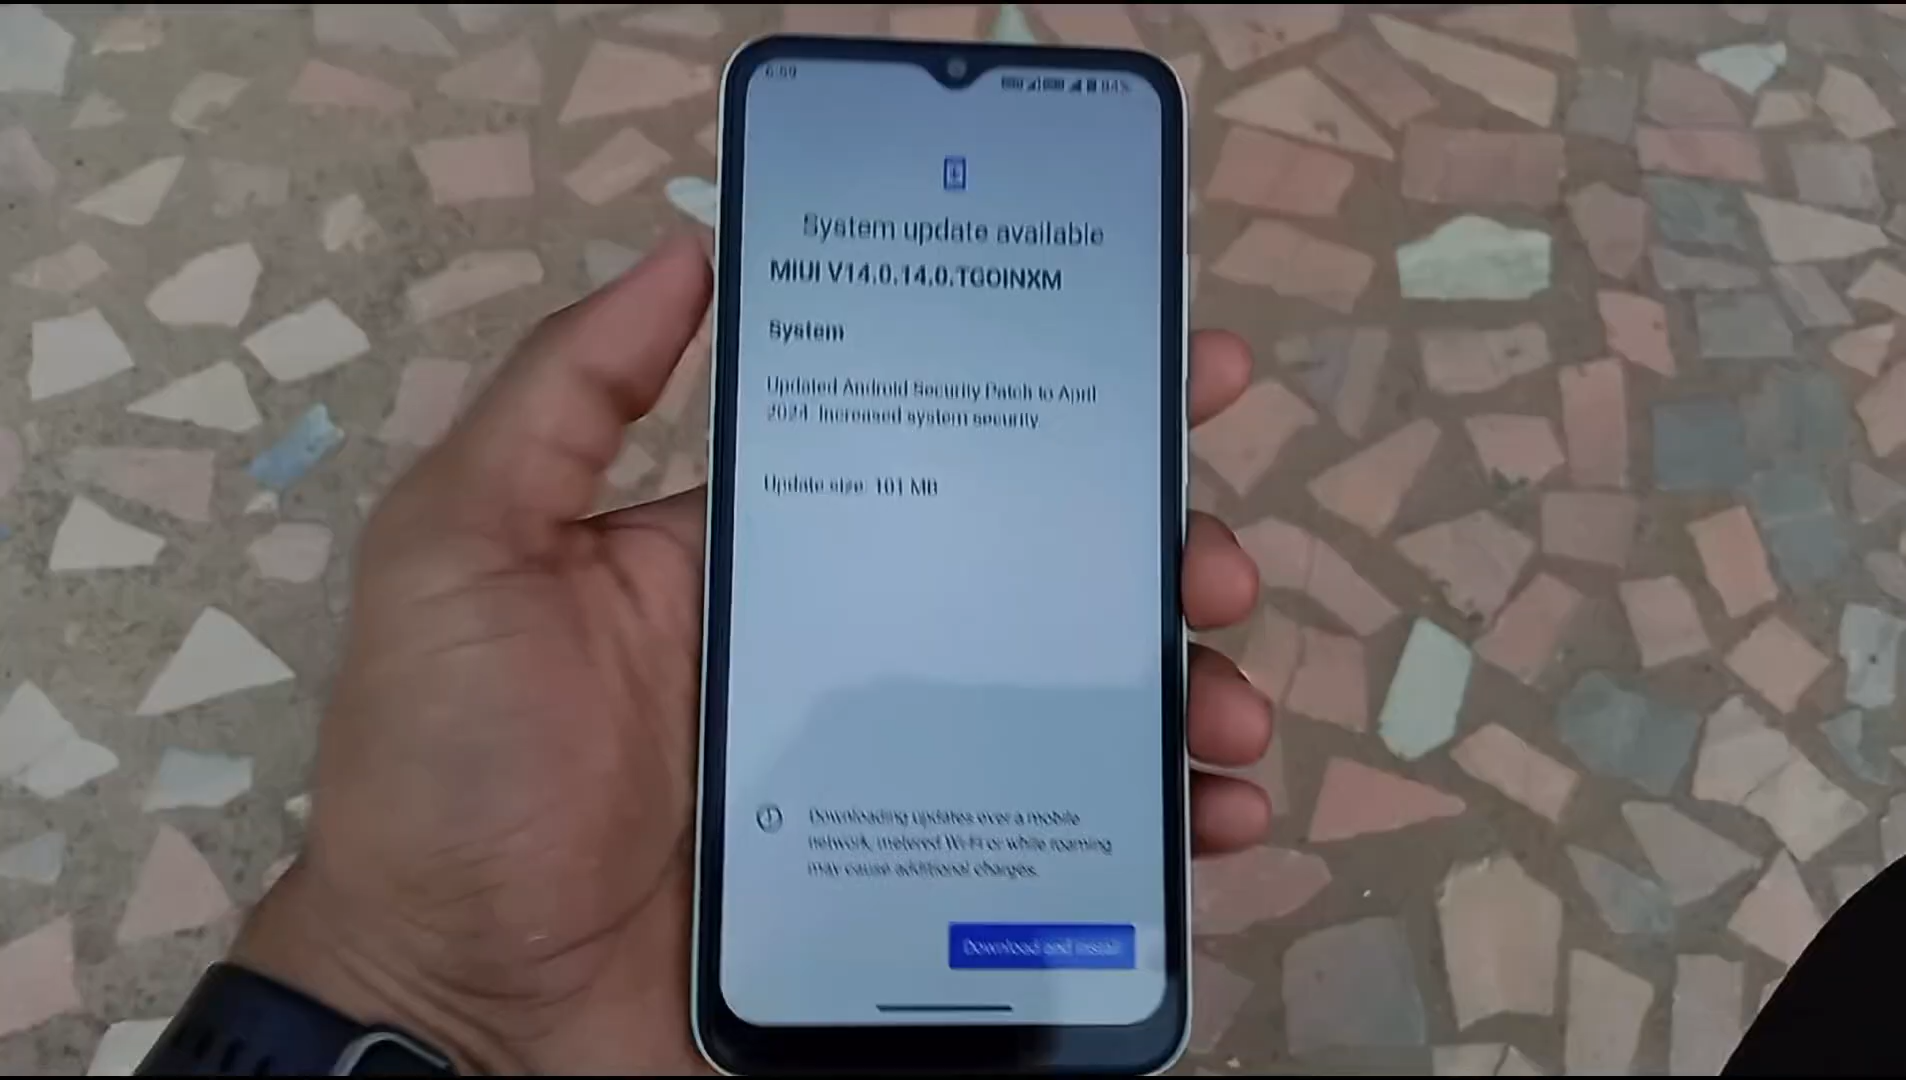 6:59
84%
System update available
MIUI V14.0.14.0.TGOINXM
System
Updated Android Security Patch to April
2024. Increased system security
Update size: 101 MB
Downloading updates over a mobile
network, metered Wi-Fi or while roaming
may cause additional charges.
Download and install